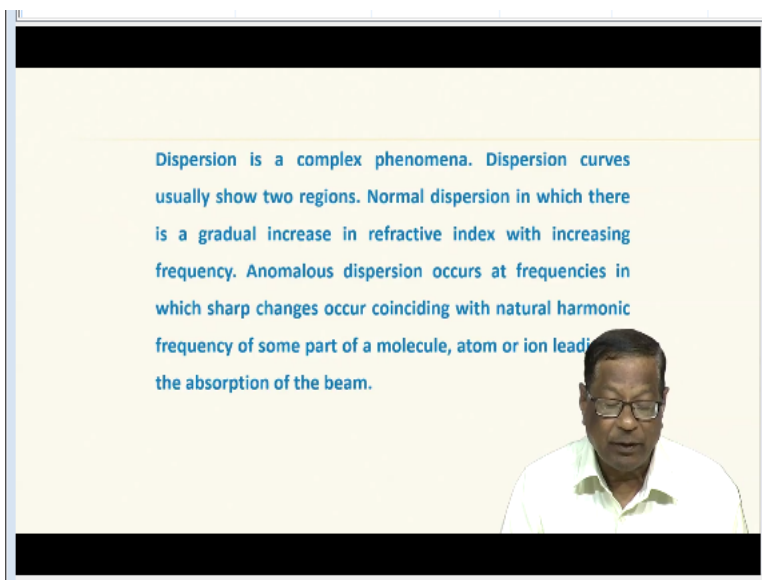 Dispersion is a complex phenomena. Dispersion curves
usually show two regions. Normal dispersion in which there
is a gradual increase in refractive index with increasing
frequency. Anomalous dispersion occurs at frequencies in
which sharp changes occur coinciding with natural harmonic
frequency of some part of a molecule, atom or ion
the absorption of the beam.